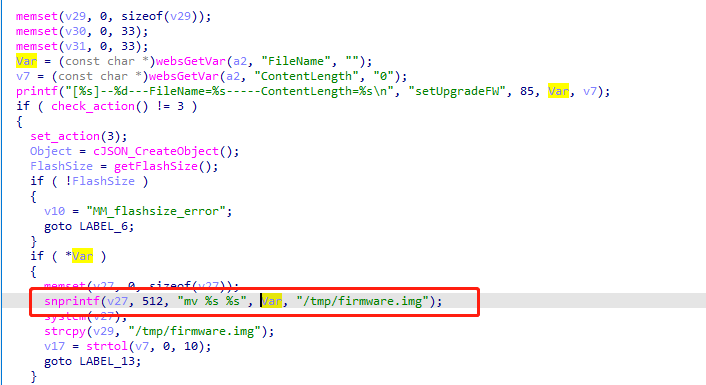 memset(v29, 0, sizeof(v29));
memset(v30, 0, 33);
memset(v31, 0, 33);
Var = (const char *)websGetVar(a2, "FileName", "");
v7 = (const char *)websGetVar(a2, "ContentLength", "0");
printf("[%s]--%d---FileName=%s-----ContentLength=%s\n", "setUpgradeFW", 85, Var, v7);
if ( check_action() != 3 )
{
set_action(3);
Object = cJSON_CreateObject();
FlashSize = getFlashSize();
if ( !FlashSize )
{
v10 = "MM_flashsize_error";
goto LABEL_6;
}
if ( *Var )
{
memset(v27, 0, sizeof(v27));
snprintf(v27, 512, "mv %s %s", Var, "/tmp/firmware.img");
system(v27);
strcpy(v29, "/tmp/firmware.img");
v17 = strtol(v7, 0, 10);
goto LABEL_13;
}